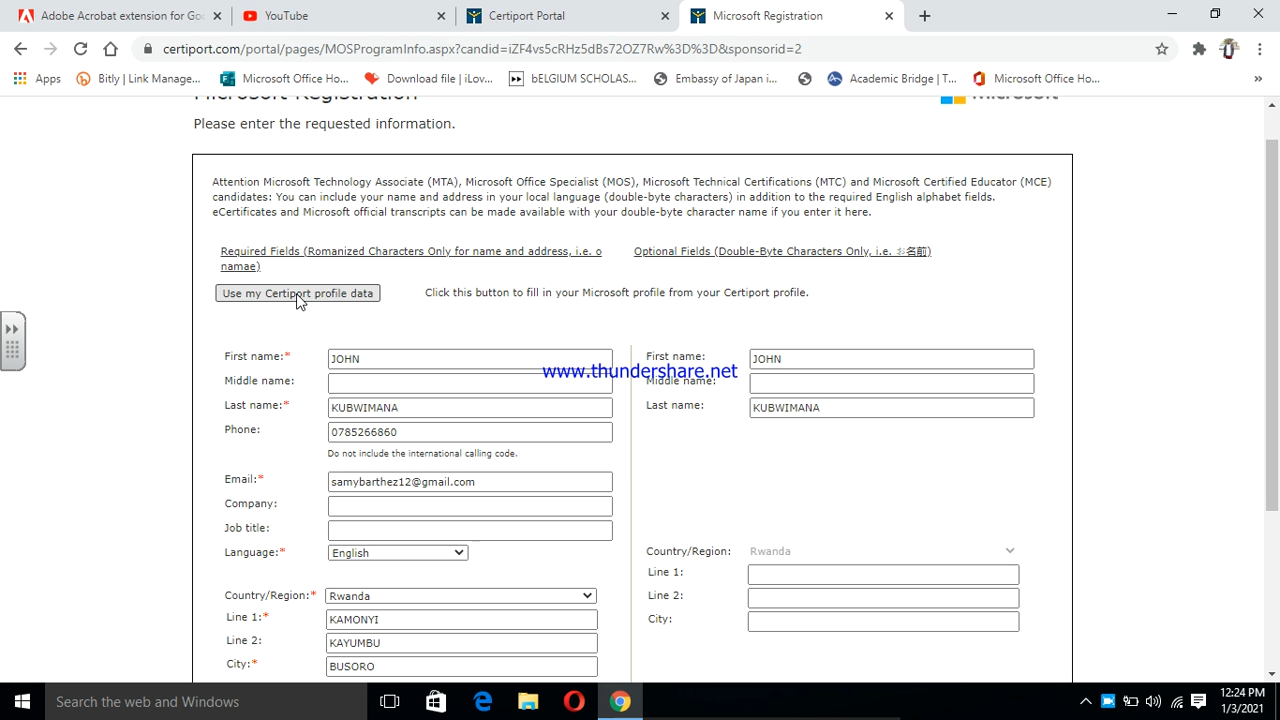 Adobe Acrobat extension for Goo
YouTube
Certiport Portal
Microsoft Registration
certiport.com/portal/pages/MOSProgramInfo.aspx?candid=iZF4vs5cRHz5dBs72OZ7Rw%3D%3D&sponsorid=2
Apps
Bitly | Link Manage...
Microsoft Office Ho...
Download file | iLov...
bELGIUM SCHOLAS...
Embassy of Japan i...
Academic Bridge | T...
Microsoft Office Ho...
»
Microsoft Registration
Microsoft
Please enter the requested information.
Attention Microsoft Technology Associate (MTA), Microsoft Office Specialist (MOS), Microsoft Technical Certifications (MTC) and Microsoft Certified Educator (MCE)
candidates: You can include your name and address in your local language (double-byte characters) in addition to the required English alphabet fields.
eCertificates and Microsoft official transcripts can be made available with your double-byte character name if you enter it here.
Required Fields (Romanized Characters Only for name and address, i.e. o
namae)
Optional Fields (Double-Byte Characters Only, i.e. お名前)
Use my Certiport profile data
Click this button to fill in your Microsoft profile from your Certiport profile.
First name:* JOHN
First name: JOHN
www.thundershare.net
Middle name:
Middle name:
Last name:* KUBWIMANA
Last name: KUBWIMANA
Phone: 0785266860
Do not include the international calling code.
Email:* samybarthez12@gmail.com
Company:
Job title:
Language:* English
Country/Region: Rwanda
Line 1:
Line 2:
City:
Country/Region:* Rwanda
Line 1:* KAMONYI
Line 2: KAYUMBU
City:* BUSORO
Search the web and Windows
12:24 PM
1/3/2021